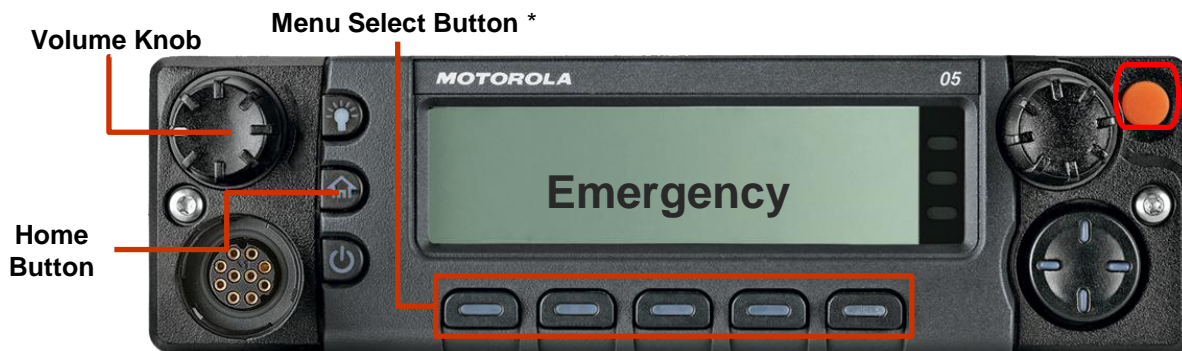 Menu Select Button *
Volume Knob
MOTOROLA
05
Emergency
Home
Button